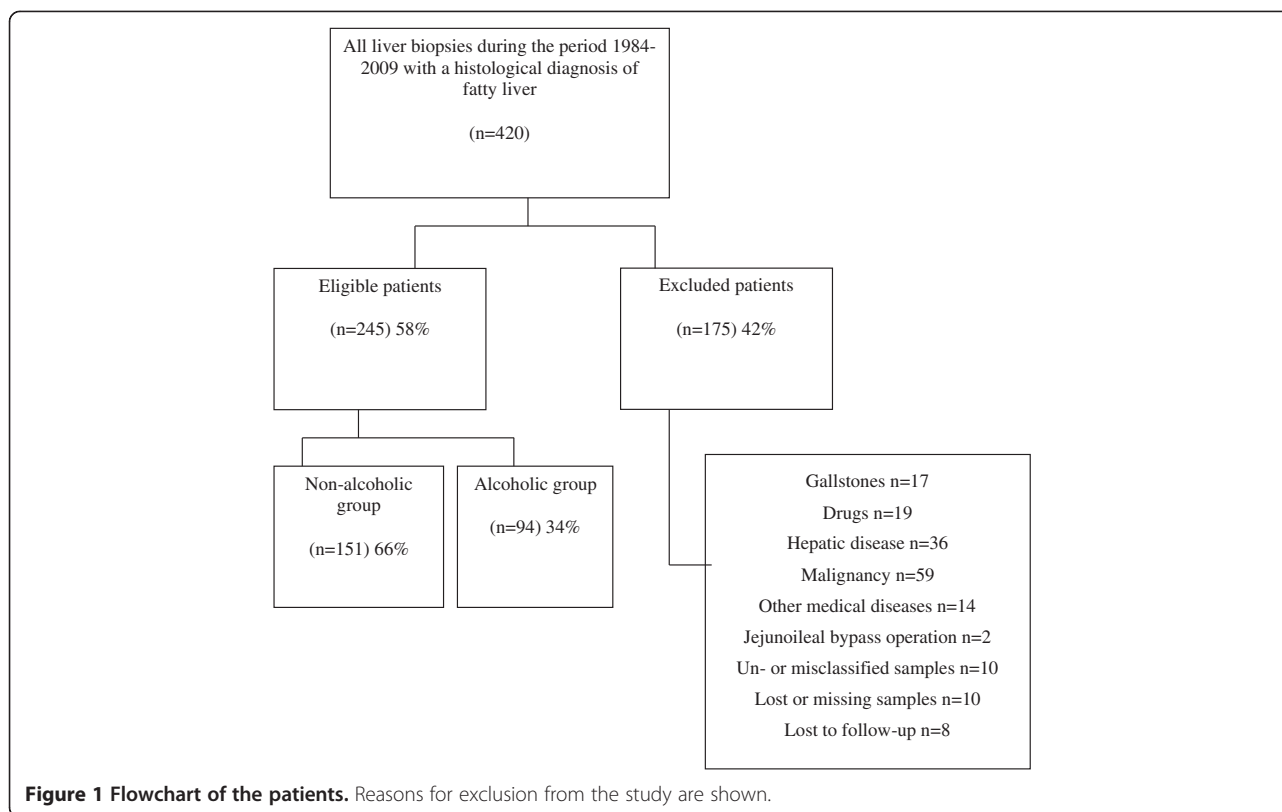 All liver biopsies during the period 1984-
2009 with a histological diagnosis of
fatty liver
(n=420)
Eligible patients
(n=245) 58%
Excluded patients
(n=175) 42%
Non-alcoholic
group
(n=151) 66%
Alcoholic group
(n=94) 34%
Gallstones n=17
Drugs n=19
Hepatic disease n=36
Malignancy n=59
Other medical diseases n=14
Jejunoileal bypass operation n=2
Un- or misclassified samples n=10
Lost or missing samples n=10
Lost to follow-up n=8
Figure 1 Flowchart of the patients. Reasons for exclusion from the study are shown.